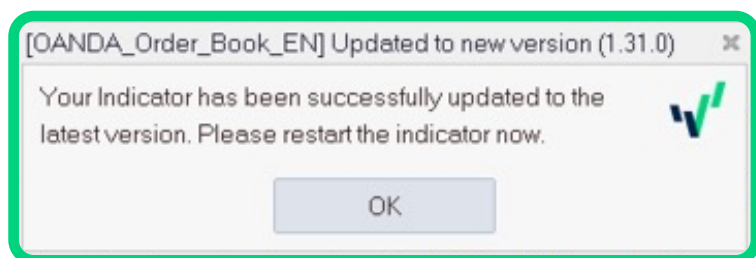 [OANDA_Order_Book_EN] Updated to new version (1.31.0)
Your Indicator has been successfully updated to the
latest version. Please restart the indicator now.
OK